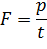 F = p/t